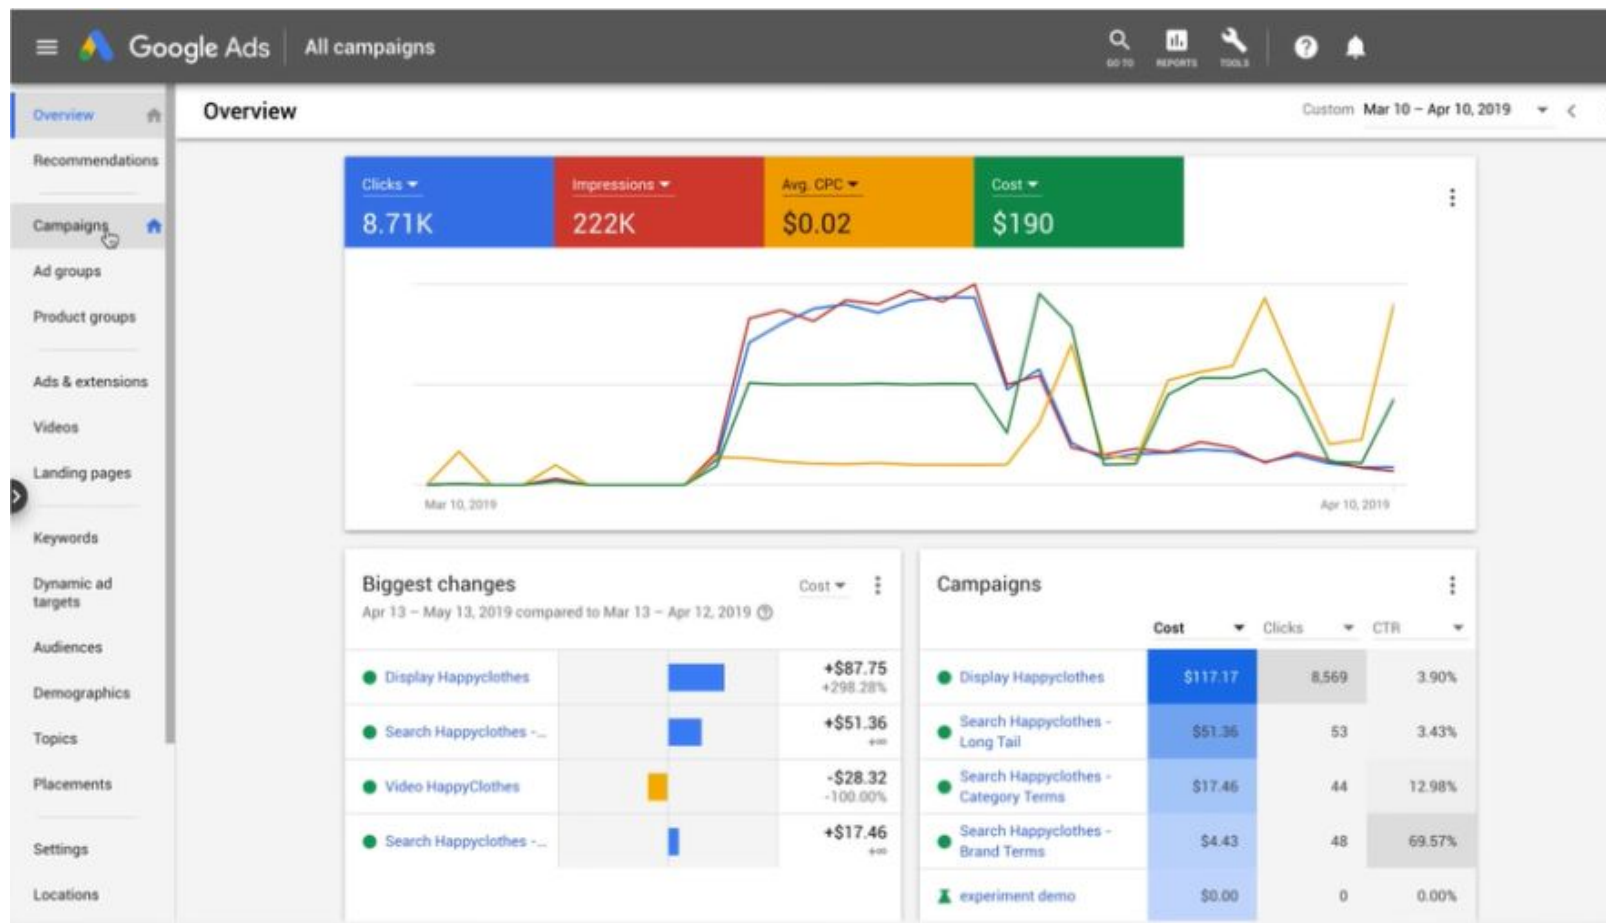 Google Ads All campaigns
GO TO
REPORTS
TOOLS
Overview
Recommendations
Campaigns
Ad groups
Product groups
Ads & extensions
Videos
Landing pages
Keywords
Dynamic ad
targets
Audiences
Demographics
Topics
Placements
Settings
Locations
Overview
Custom Mar 10 – Apr 10, 2019
Clicks
8.71K
Impressions
222K
Avg. CPC
$0.02
Cost
$190
Mar 10, 2019
Apr 10, 2019
Biggest changes
Cost
Apr 13 – May 13, 2019 compared to Mar 13 – Apr 12, 2019
Display Happyclothes
+$87.75
+298.28%
Search Happyclothes -...
+$51.36
+∞
Video HappyClothes
-$28.32
-100.00%
Search Happyclothes -...
+$17.46
+∞
Campaigns
Cost Clicks CTR
Display Happyclothes $117.17 8,569 3.90%
Search Happyclothes -
Long Tail
$51.36 53 3.43%
Search Happyclothes -
Category Terms
$17.46 44 12.98%
Search Happyclothes -
Brand Terms
$4.43 48 69.57%
experiment demo $0.00 0 0.00%